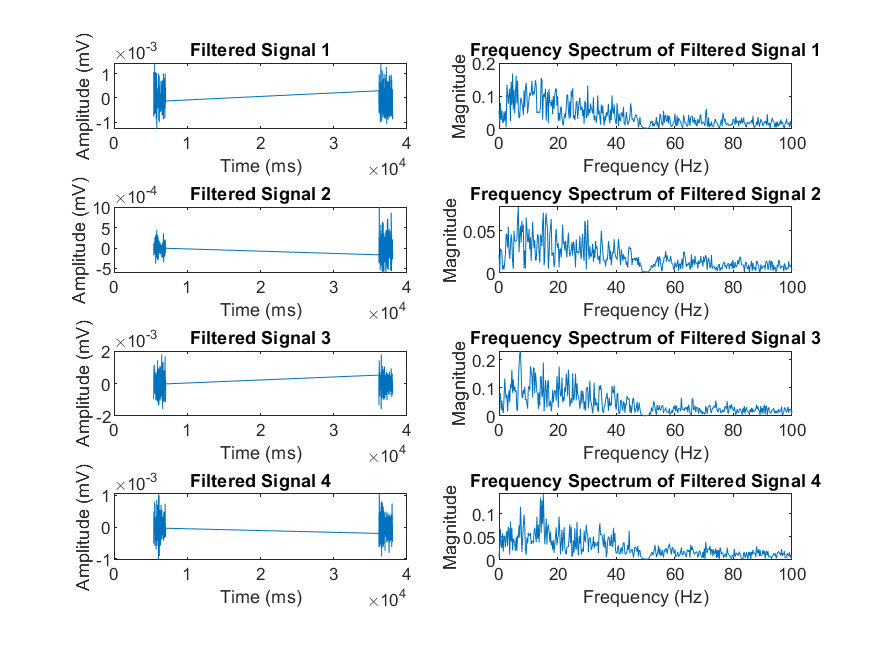 Filtered Signal 1
×10^-3
Amplitude (mV)
1
0
-1
0 1 2 3 4
Time (ms)
×10^4
Frequency Spectrum of Filtered Signal 1
Magnitude
0.2
0.1
0
0 20 40 60 80 100
Frequency (Hz)
Filtered Signal 2
×10^-4
Amplitude (mV)
10
5
0
-5
0 1 2 3 4
Time (ms)
×10^4
Frequency Spectrum of Filtered Signal 2
Magnitude
0.05
0
0 20 40 60 80 100
Frequency (Hz)
Filtered Signal 3
×10^-3
Amplitude (mV)
2
0
-2
0 1 2 3 4
Time (ms)
×10^4
Frequency Spectrum of Filtered Signal 3
Magnitude
0.2
0.1
0
0 20 40 60 80 100
Frequency (Hz)
Filtered Signal 4
×10^-3
Amplitude (mV)
1
0
-1
0 1 2 3 4
Time (ms)
×10^4
Frequency Spectrum of Filtered Signal 4
Magnitude
0.1
0.05
0
0 20 40 60 80 100
Frequency (Hz)